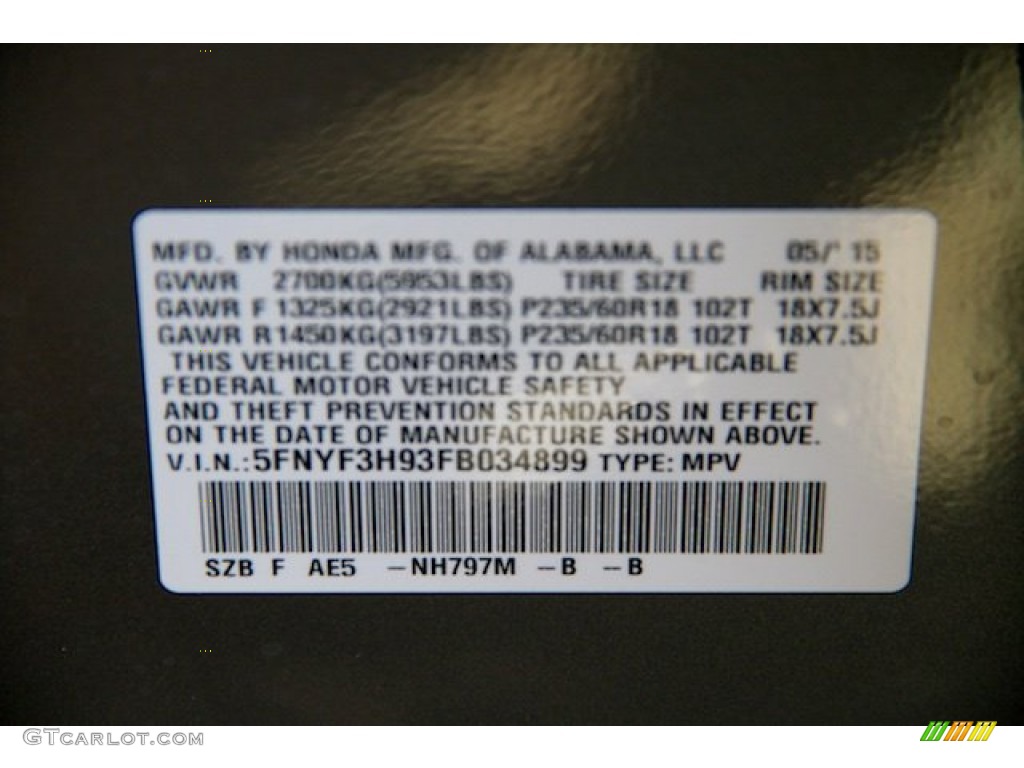 MFD. BY HONDA MFG. OF ALABAMA, LLC 05/'15
GVWR 2700KG(5953LBS) TIRE SIZE RIM SIZE
GAWR F 1325KG(2921LBS) P235/60R18 102T 18X7.5J
GAWR R1450KG(3197LBS) P235/60R18 102T 18X7.5J
THIS VEHICLE CONFORMS TO ALL APPLICABLE
FEDERAL MOTOR VEHICLE SAFETY
AND THEFT PREVENTION STANDARDS IN EFFECT
ON THE DATE OF MANUFACTURE SHOWN ABOVE.
V.I.N.:5FNYF3H93FB034899 TYPE: MPV
SZB F AE5 –NH797M –B –B
GTcarlot.com